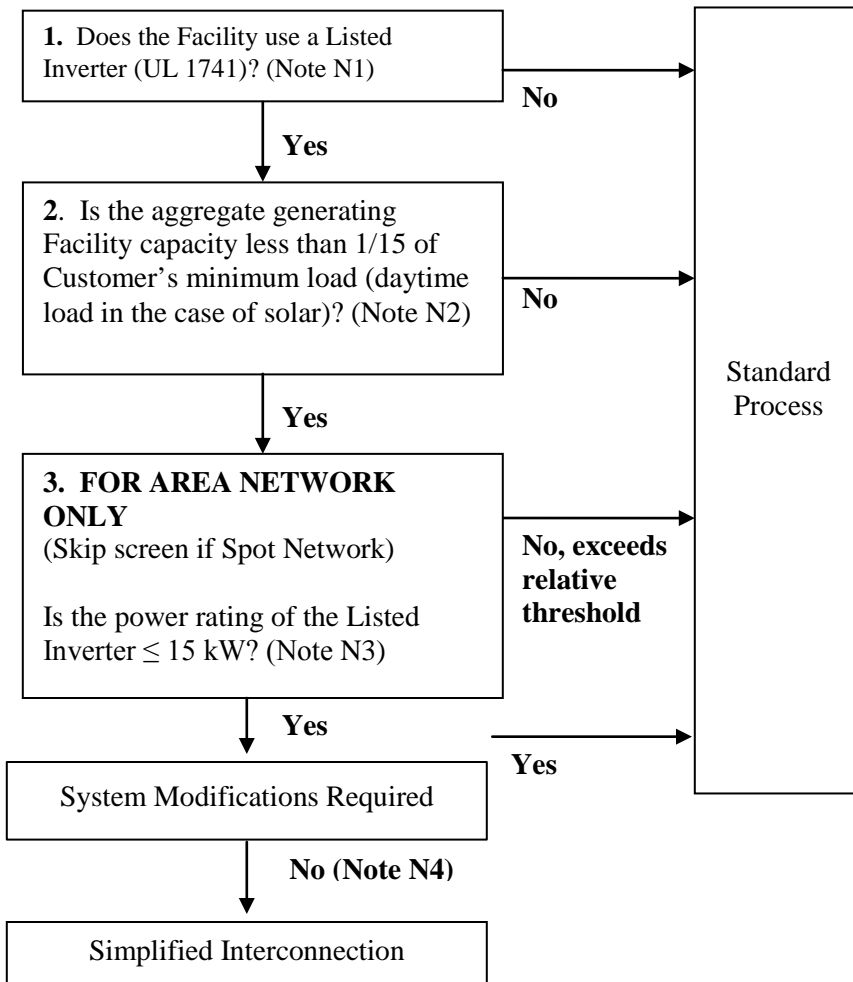 1. Does the Facility use a Listed
Inverter (UL 1741)? (Note N1)
No
Yes
2. Is the aggregate generating
Facility capacity less than 1/15 of
Customer’s minimum load (daytime
load in the case of solar)? (Note N2)
No
Yes
Standard
Process
3. FOR AREA NETWORK
ONLY
(Skip screen if Spot Network)
Is the power rating of the Listed
Inverter ≤ 15 kW? (Note N3)
No, exceeds
relative
threshold
Yes
Yes
System Modifications Required
No (Note N4)
Simplified Interconnection